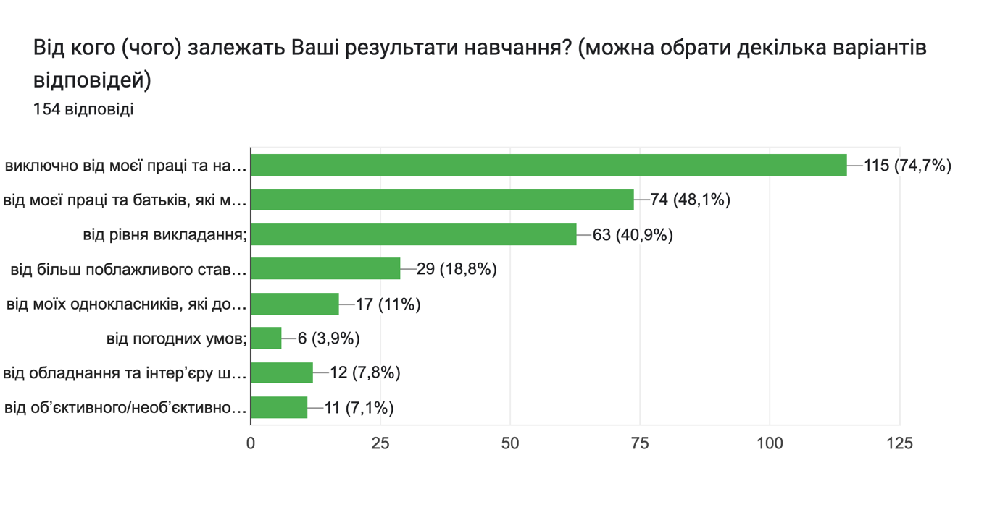 Від кого (чого) залежать Ваші результати навчання? (можна обрати декілька варіантів
відповідей)
154 відповіді
виключно від моєї праці та на… 115 (74,7%)
від моєї праці та батьків, які м… 74 (48,1%)
від рівня викладання; 63 (40,9%)
від більш поблажливого став… 29 (18,8%)
від моїх однокласників, які до… 17 (11%)
від погодних умов; 6 (3,9%)
від обладнання та інтер’єру ш… 12 (7,8%)
від об’єктивного/необ’єктивно… 11 (7,1%)
0 25 50 75 100 125